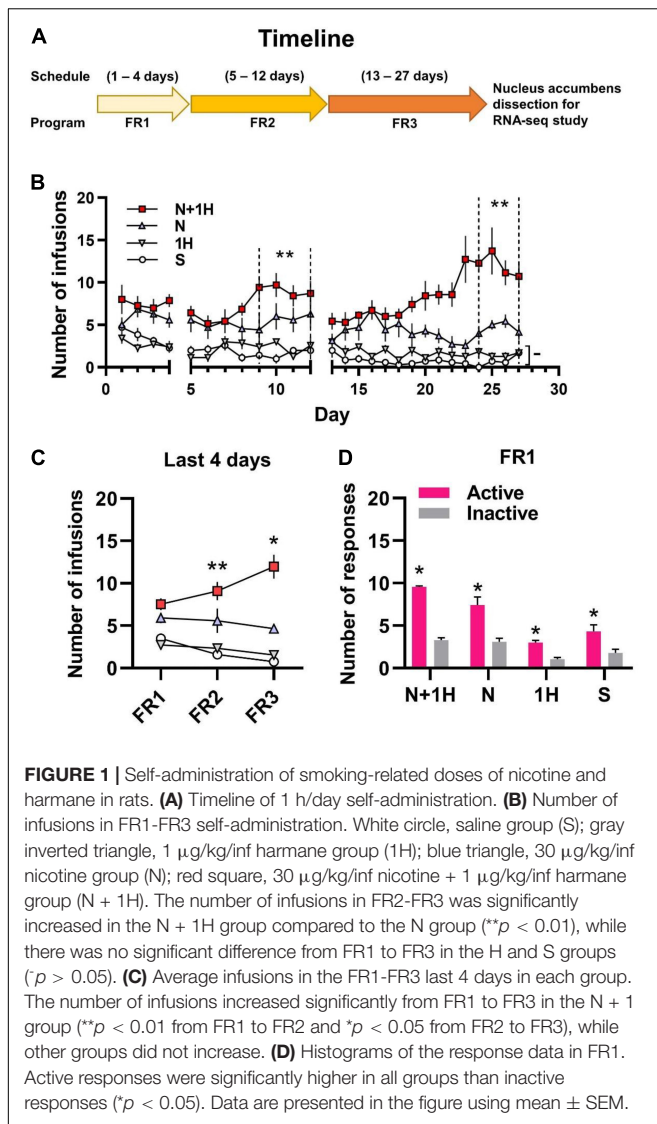 A
Timeline
Schedule (1 – 4 days) (5 – 12 days) (13 – 27 days)
Program FR1 FR2 FR3
Nucleus accumbens
dissection for
RNA-seq study
B
20
15
10
5
0
Number of infusions
N+1H
N
1H
S
**
**
-
0 5 10 15 20 25 30
Day
C
Last 4 days
20
15
10
5
0
Number of infusions
**
*
FR1 FR2 FR3
D
FR1
20
15
10
5
0
Number of responses
Active
Inactive
* * * *
N+1H N 1H S
FIGURE 1 | Self-administration of smoking-related doses of nicotine and
harmane in rats. (A) Timeline of 1 h/day self-administration. (B) Number of
infusions in FR1-FR3 self-administration. White circle, saline group (S); gray
inverted triangle, 1 μg/kg/inf harmane group (1H); blue triangle, 30 μg/kg/inf
nicotine group (N); red square, 30 μg/kg/inf nicotine + 1 μg/kg/inf harmane
group (N + 1H). The number of infusions in FR2-FR3 was significantly
increased in the N + 1H group compared to the N group (**p < 0.01), while
there was no significant difference from FR1 to FR3 in the H and S groups
(-p > 0.05). (C) Average infusions in the FR1-FR3 last 4 days in each group.
The number of infusions increased significantly from FR1 to FR3 in the N + 1
group (**p < 0.01 from FR1 to FR2 and *p < 0.05 from FR2 to FR3), while
other groups did not increase. (D) Histograms of the response data in FR1.
Active responses were significantly higher in all groups than inactive
responses (*p < 0.05). Data are presented in the figure using mean ± SEM.